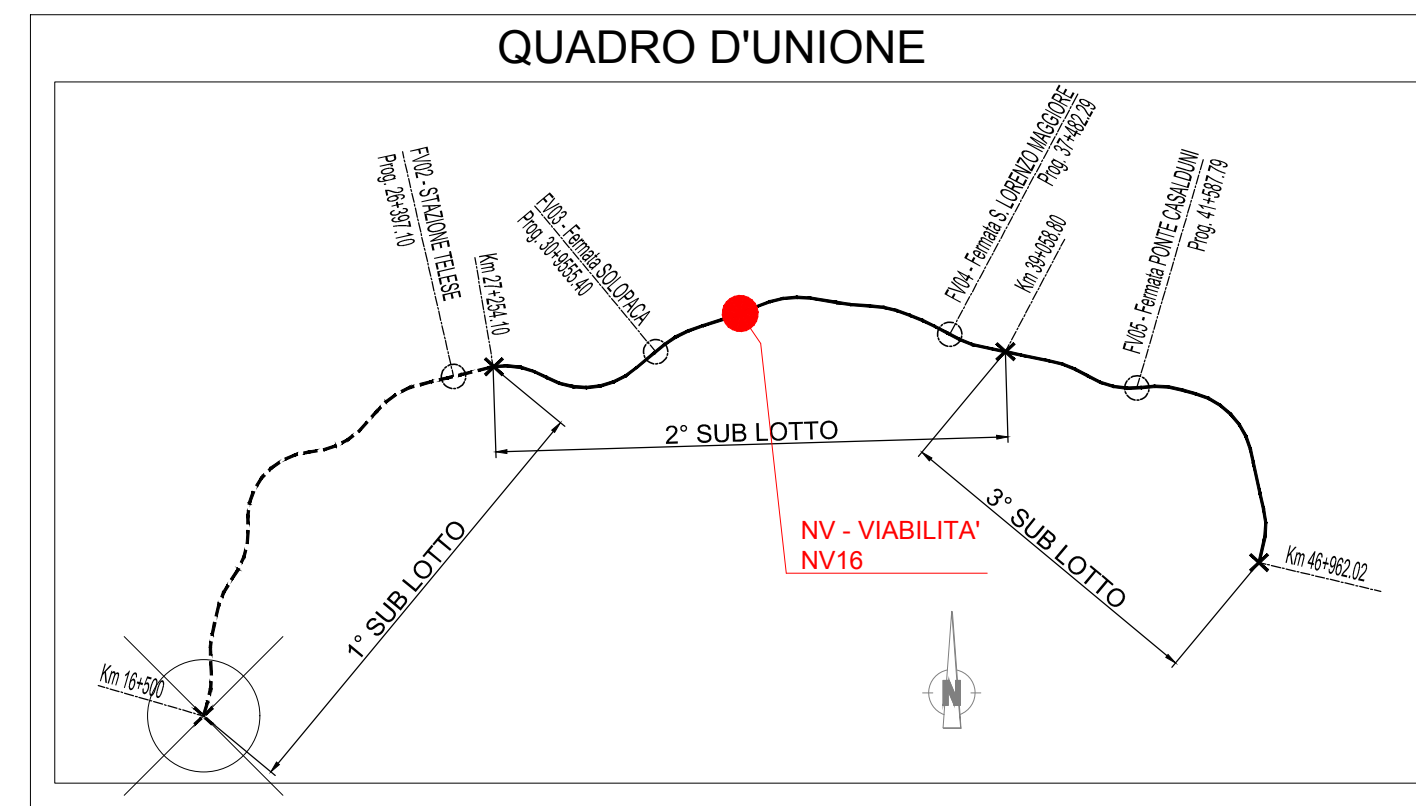 QUADRO D'UNIONE
FV02 - STAZIONE TELESE
Prog. 26+397.10
Km 27+254.10
FV03 - Fermata SOLOPACA
Prog. 30+9555.40
FV04 - Fermata S. LORENZO MAGGIORE
Prog. 37+482.29
Km 39+058.80
FV05 - Fermata PONTE CASALDUNI
Prog. 41+587.79
2° SUB LOTTO
1° SUB LOTTO
3° SUB LOTTO
NV - VIABILITA'
NV16
Km 46+962.02
Km 16+500
N